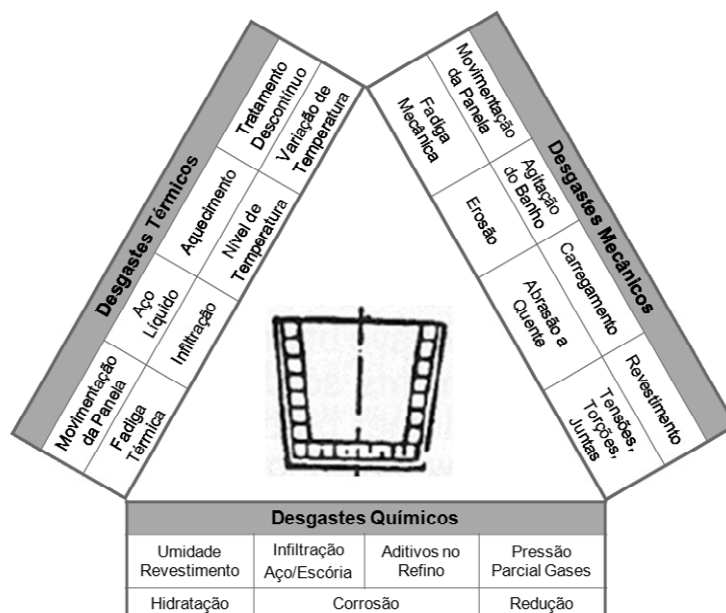 Desgastes Térmicos
Movimentação
da Panela
Aço
Líquido
Aquecimento
Tratamento
Descontínuo
Fadiga
Térmica
Infiltração
Nível de
Temperatura
Variação de
Temperatura
Desgastes Mecânicos
Movimentação
da Panela
Agitação
do Banho
Carregamento
Revestimento
Fadiga
Mecânica
Erosão
Abrasão a
Quente
Tensões,
Torções,
Juntas
Desgastes Químicos
Umidade
Revestimento
Infiltração
Aço/Escória
Aditivos no
Refino
Pressão
Parcial Gases
Hidratação
Corrosão
Redução